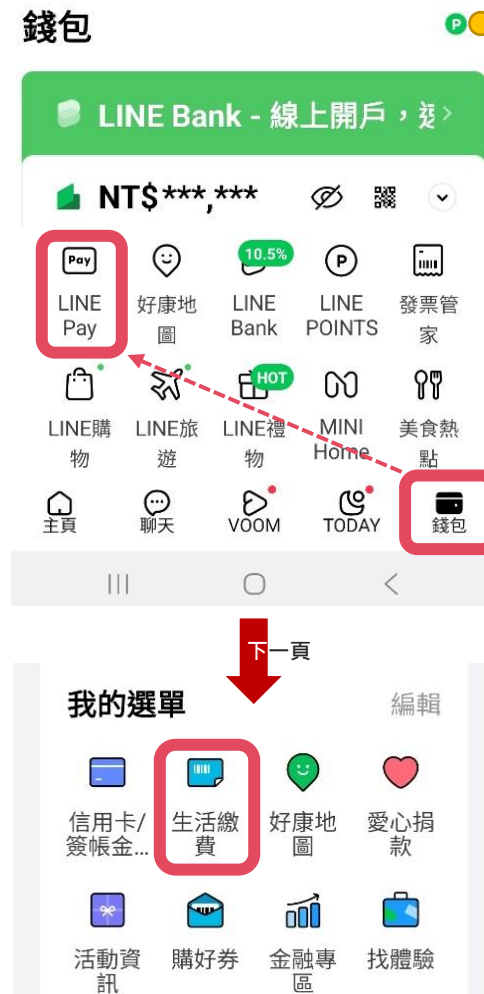 錢包
P
LINE Bank - 線上開戶，
NT$***,***
Pay
10.5%
P
LINE Pay
好康地圖
LINE Bank
LINE POINTS
發票管家
HOT
LINE購物
LINE旅遊
LINE禮物
MINI Home
美食熱點
主頁
聊天
VOOM
TODAY
錢包
下一頁
我的選單
編輯
信用卡/簽帳金...
生活繳費
好康地圖
愛心捐款
活動資訊
購好券
金融專區
找體驗